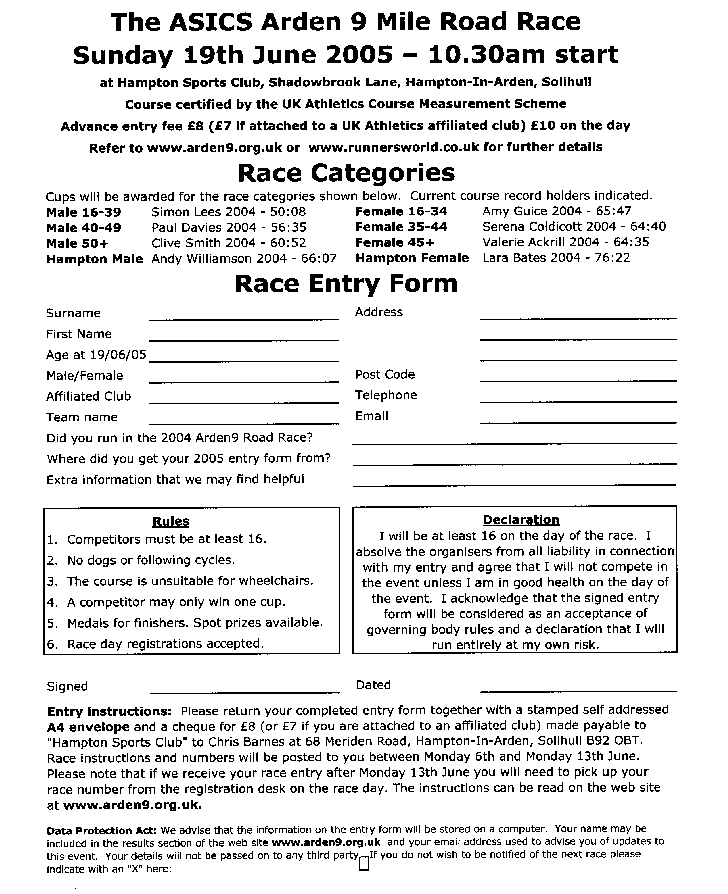 The ASICS Arden 9 Mile Road Race
Sunday 19th June 2005 – 10.30am start
at Hampton Sports Club, Shadowbrook Lane, Hampton-In-Arden, Solihull
Course certified by the UK Athletics Course Measurement Scheme
Advance entry fee £8 (£7 if attached to a UK Athletics affiliated club) £10 on the day
Refer to www.arden9.org.uk or www.runnersworld.co.uk for further details
Race Categories
Cups will be awarded for the race categories shown below. Current course record holders indicated.
Male 16-39 Simon Lees 2004 - 50:08 Female 16-34 Amy Guice 2004 - 65:47
Male 40-49 Paul Davies 2004 - 56:35 Female 35-44 Serena Coldicott 2004 - 64:40
Male 50+ Clive Smith 2004 - 60:52 Female 45+ Valerie Ackrill 2004 - 64:35
Hampton Male Andy Williamson 2004 - 66:07 Hampton Female Lara Bates 2004 - 76:22
Race Entry Form
Surname Address
First Name
Age at 19/06/05
Male/Female Post Code
Affiliated Club Telephone
Team name Email
Did you run in the 2004 Arden9 Road Race?
Where did you get your 2005 entry form from?
Extra information that we may find helpful
Rules
1. Competitors must be at least 16.
2. No dogs or following cycles.
3. The course is unsuitable for wheelchairs.
4. A competitor may only win one cup.
5. Medals for finishers. Spot prizes available.
6. Race day registrations accepted.
Declaration
I will be at least 16 on the day of the race. I
absolve the organisers from all liability in connection
with my entry and agree that I will not compete in
the event unless I am in good health on the day of
the event. I acknowledge that the signed entry
form will be considered as an acceptance of
governing body rules and a declaration that I will
run entirely at my own risk.
Signed Dated
Entry instructions: Please return your completed entry form together with a stamped self addressed
A4 envelope and a cheque for £8 (or £7 if you are attached to an affiliated club) made payable to
"Hampton Sports Club" to Chris Barnes at 68 Meriden Road, Hampton-In-Arden, Solihull B92 0BT.
Race instructions and numbers will be posted to you between Monday 6th and Monday 13th June.
Please note that if we receive your race entry after Monday 13th June you will need to pick up your
race number from the registration desk on the race day. The instructions can be read on the web site
at www.arden9.org.uk.
Data Protection Act: We advise that the information on the entry form will be stored on a computer. Your name may be
included in the results section of the web site www.arden9.org.uk and your email address used to advise you of updates to
this event. Your details will not be passed on to any third party. If you do not wish to be notified of the next race please
indicate with an "X" here: